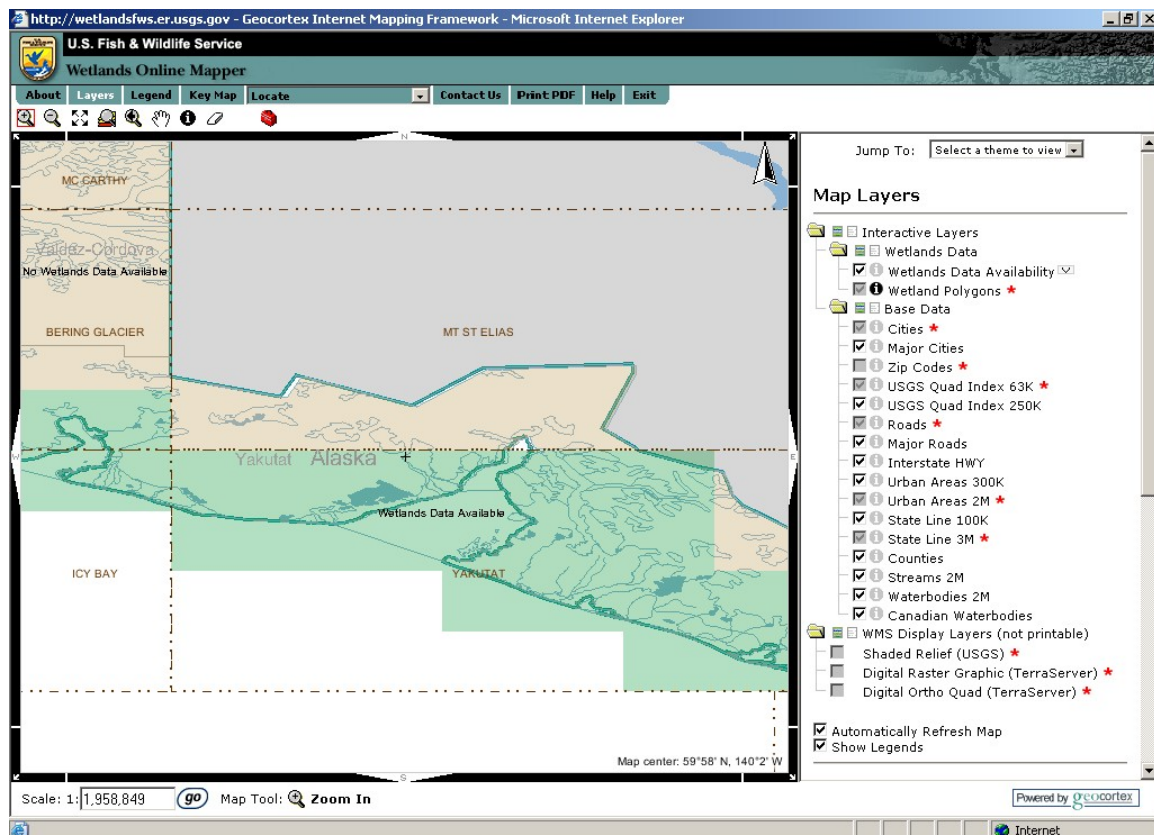 http://wetlandsfws.er.usgs.gov - Geocortex Internet Mapping Framework - Microsoft Internet Explorer
U.S. Fish & Wildlife Service
Wetlands Online Mapper
About Layers Legend Key Map Locate Contact Us Print PDF Help Exit
N
MC CARTHY
Valdez-Cordova
No Wetlands Data Available
BERING GLACIER
MT ST ELIAS
W
E
Yakutat Alaska
Wetlands Data Available
ICY BAY
YAKUTAT
Map center: 59°58' N, 140°2' W
S
Jump To: Select a theme to view
Map Layers
Interactive Layers
Wetlands Data
Wetlands Data Availability
Wetland Polygons *
Base Data
Cities *
Major Cities
Zip Codes *
USGS Quad Index 63K *
USGS Quad Index 250K
Roads *
Major Roads
Interstate HWY
Urban Areas 300K
Urban Areas 2M *
State Line 100K
State Line 3M *
Counties
Streams 2M
Waterbodies 2M
Canadian Waterbodies
WMS Display Layers (not printable)
Shaded Relief (USGS) *
Digital Raster Graphic (TerraServer) *
Digital Ortho Quad (TerraServer) *
Automatically Refresh Map
Show Legends
Scale: 1: 1,958,849 go Map Tool: Zoom In
Powered by geocortex
Internet